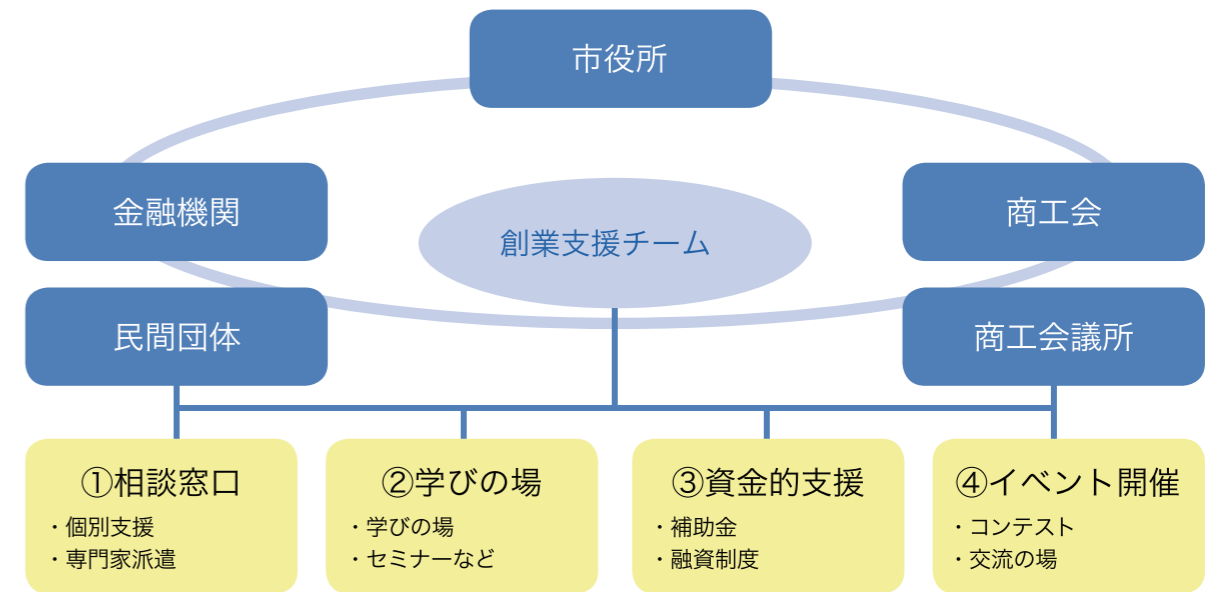 市役所
金融機関
商工会
創業支援チーム
民間団体
商工会議所
①相談窓口
・個別支援
・専門家派遣
②学びの場
・学びの場
・セミナーなど
③資金的支援
・補助金
・融資制度
④イベント開催
・コンテスト
・交流の場